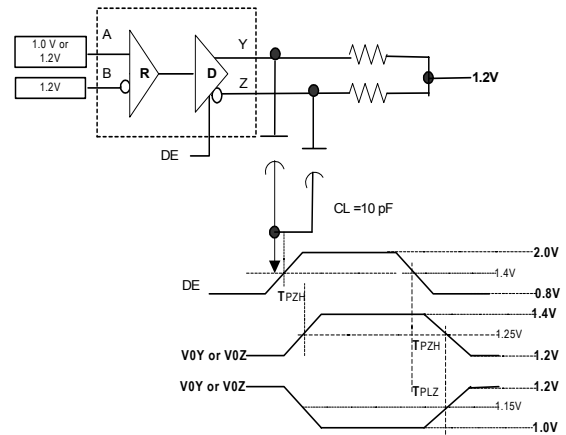 1.0 V or
1.2V
A
Y
R
D
1.2V
B
Z
1.2V
DE
CL =10 pF
2.0V
1.4V
DE
TPZH
0.8V
1.4V
1.25V
TPZH
V0Y or V0Z
1.2V
V0Y or V0Z
TPLZ
1.2V
1.15V
1.0V